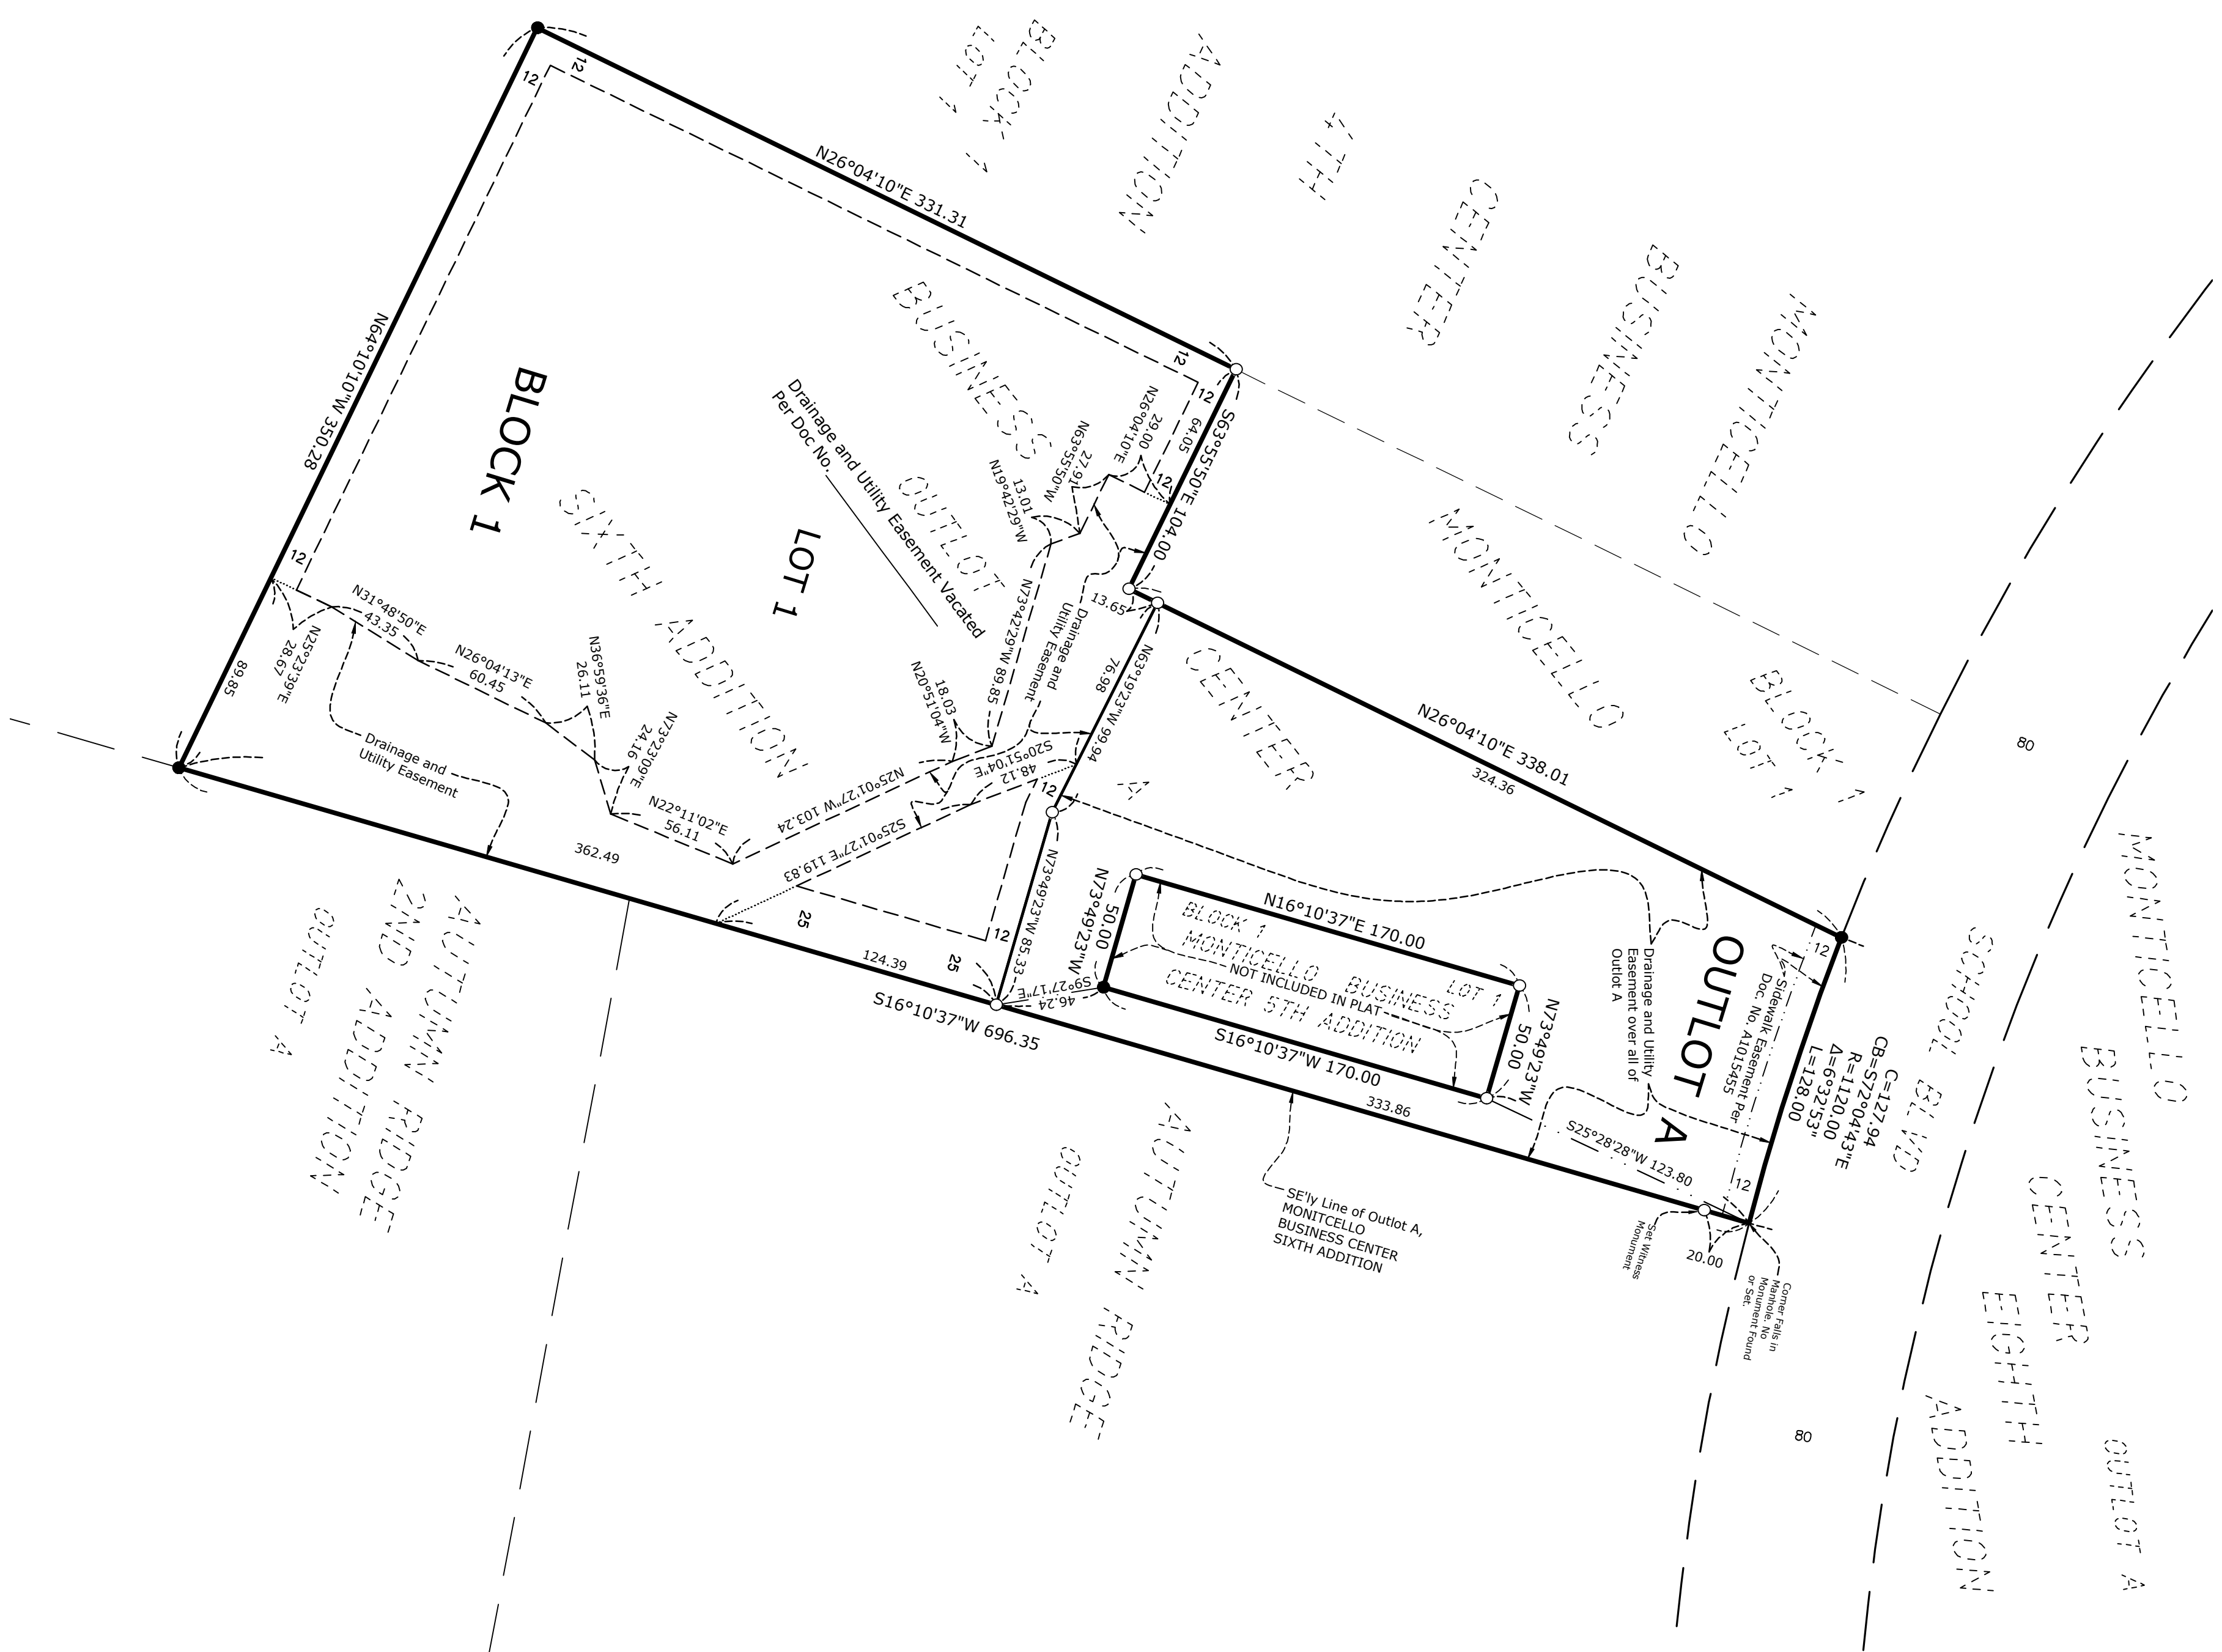 LOT 1
BLOCK 1
ADDITION
4TH
CENTER
BUSINESS
MONTICELLO
N26°04'10"E 331.31
12
12
12
12
12
N64°10'10"W 350.28
89.85
12
BLOCK 1
LOT 1
Drainage and Utility Easement Vacated
Per Doc No.
BUSINESS
OUTLOT
SIXTH ADDITION
MONTICELLO
CENTER
A
S63°55'50"E 104.00
64.05
N26°04'10"E
29.00
N63°55'50"W
27.91
13.01
N19°42'29"W
N73°42'29"W 89.85
Drainage and
Utility Easement
13.65
N63°19'23"W 99.94
76.98
18.03
N20°51'04"W
S20°51'04"E
48.12
N25°01'27"W 103.24
S25°01'27"E 119.83
12
N31°48'50"E
43.35
N25°23'39"E
28.67
N26°04'13"E
60.45
N36°59'36"E
26.11
N73°23'09"E
24.16
N22°11'02"E
56.11
Drainage and
Utility Easement
362.49
25
12
25
124.39
N73°49'23"W 85.33
S9°27'17"E
46.24
S16°10'37"W 696.35
N26°04'10"E 338.01
324.36
BLOCK 1
LOT 1
80
N73°49'23"W
50.00
N16°10'37"E 170.00
BLOCK 1
LOT 1
MONTICELLO BUSINESS
NOT INCLUDED IN PLAT
CENTER 5TH ADDITION
S16°10'37"W 170.00
N73°49'23"W
50.00
333.86
OUTLOT A
Drainage and Utility
Easement over all of
Outlot A
Sidewalk Easement Per
Doc. No. A1015455
12
12
C=127.94
CB=S72°04'43"E
R=1120.00
Δ=6°32'53"
L=128.00
S25°28'28"W 123.80
Set Witness
Monument
20.00
Corner Falls in
Manhole. No
Monument Found
or Set.
SE'ly Line of Outlot A,
MONITCELLO
BUSINESS CENTER
SIXTH ADDITION
SCHOOL BLVD
80
MONTICELLO
BUSINESS
CENTER
EIGHTH
ADDITION
OUTLOT A
AUTUMN RIDGE
2ND ADDITION
OUTLOT A
AUTUMN RIDGE
OUTLOT A